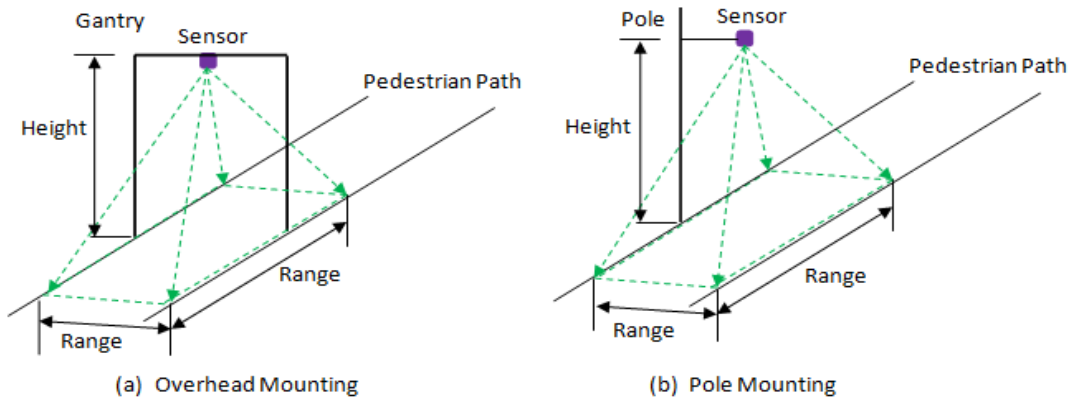 Gantry
Sensor
Pedestrian Path
Height
Range
Range
(a) Overhead Mounting
Pole
Sensor
Pedestrian Path
Height
Range
Range
(b) Pole Mounting